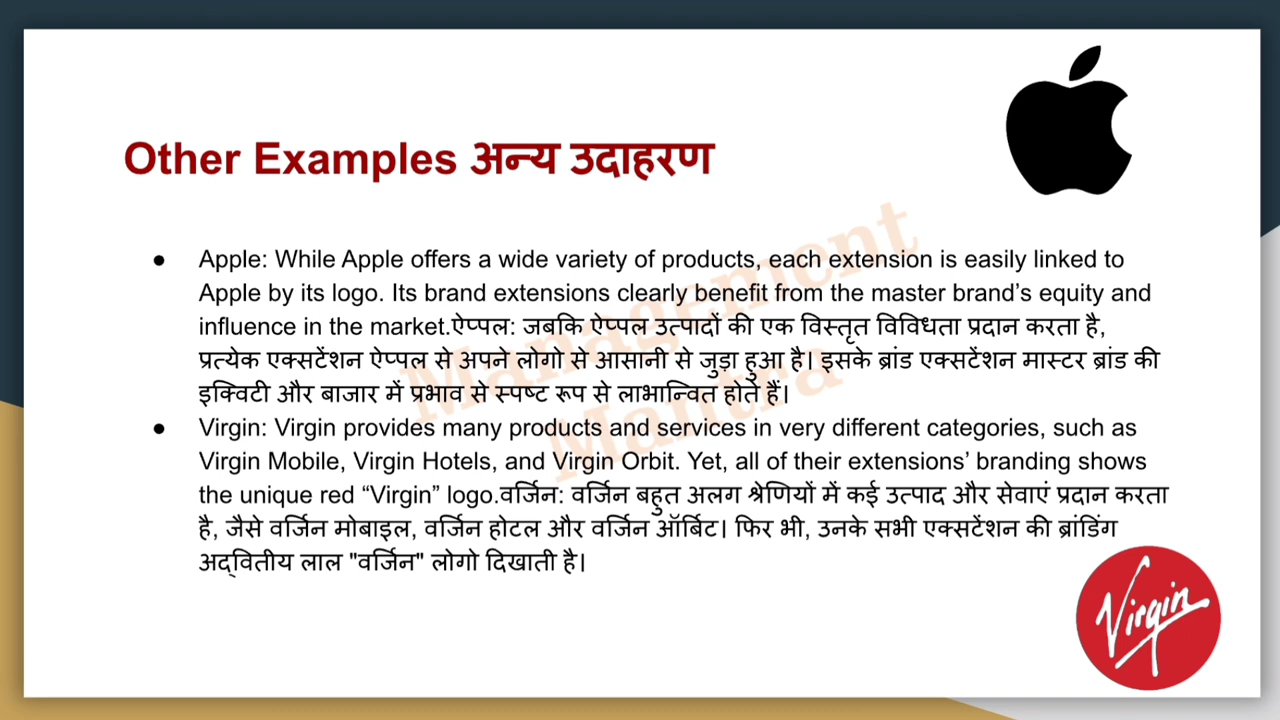 Other Examples अन्य उदाहरण
● Apple: While Apple offers a wide variety of products, each extension is easily linked to
Apple by its logo. Its brand extensions clearly benefit from the master brand’s equity and
influence in the market.ऐप्पल: जबकि ऐप्पल उत्पादों की एक विस्तृत विविधता प्रदान करता है,
प्रत्येक एक्सटेंशन ऐप्पल से अपने लोगो से आसानी से जुड़ा हुआ है। इसके ब्रांड एक्सटेंशन मास्टर ब्रांड की
इक्विटी और बाजार में प्रभाव से स्पष्ट रूप से लाभान्वित होते हैं।
● Virgin: Virgin provides many products and services in very different categories, such as
Virgin Mobile, Virgin Hotels, and Virgin Orbit. Yet, all of their extensions’ branding shows
the unique red “Virgin” logo.वर्जिन: वर्जिन बहुत अलग श्रेणियों में कई उत्पाद और सेवाएं प्रदान करता
है, जैसे वर्जिन मोबाइल, वर्जिन होटल और वर्जिन ऑर्बिट। फिर भी, उनके सभी एक्सटेंशन की ब्रांडिंग
अद्वितीय लाल "वर्जिन" लोगो दिखाती है।
Management
Mantra
Virgin